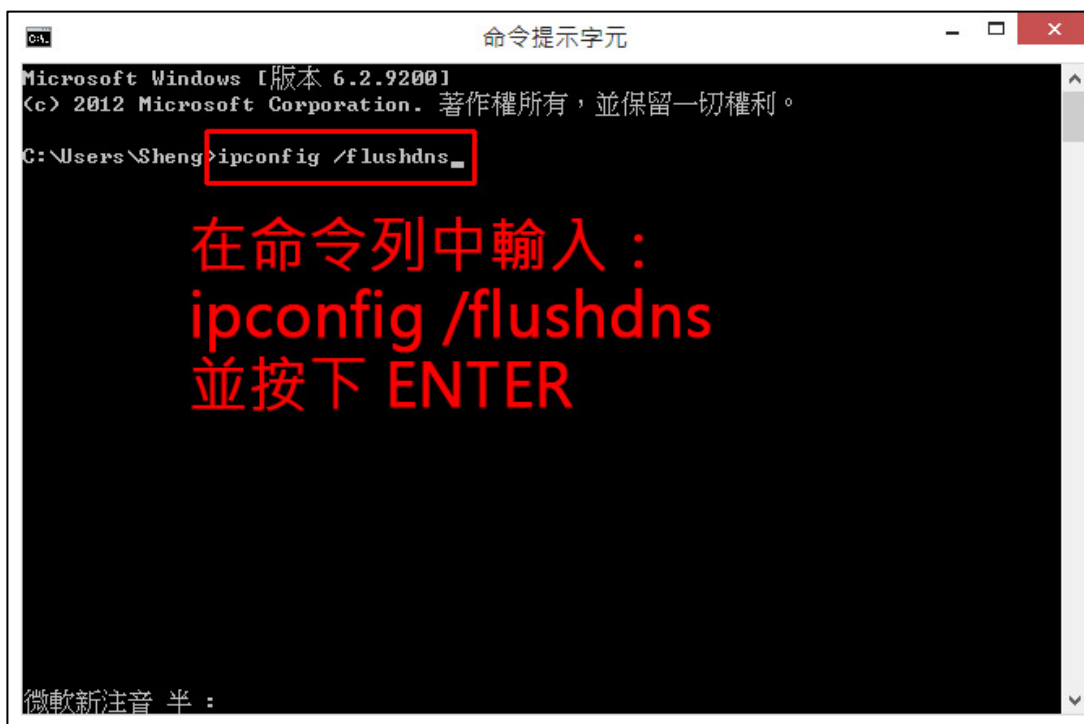 命令提示字元
Microsoft Windows [版本 6.2.9200]
(c) 2012 Microsoft Corporation. 著作權所有，並保留一切權利。
C:\Users\Sheng>ipconfig /flushdns_
在命令列中輸入：
ipconfig /flushdns
並按下 ENTER
微軟新注音 半 :